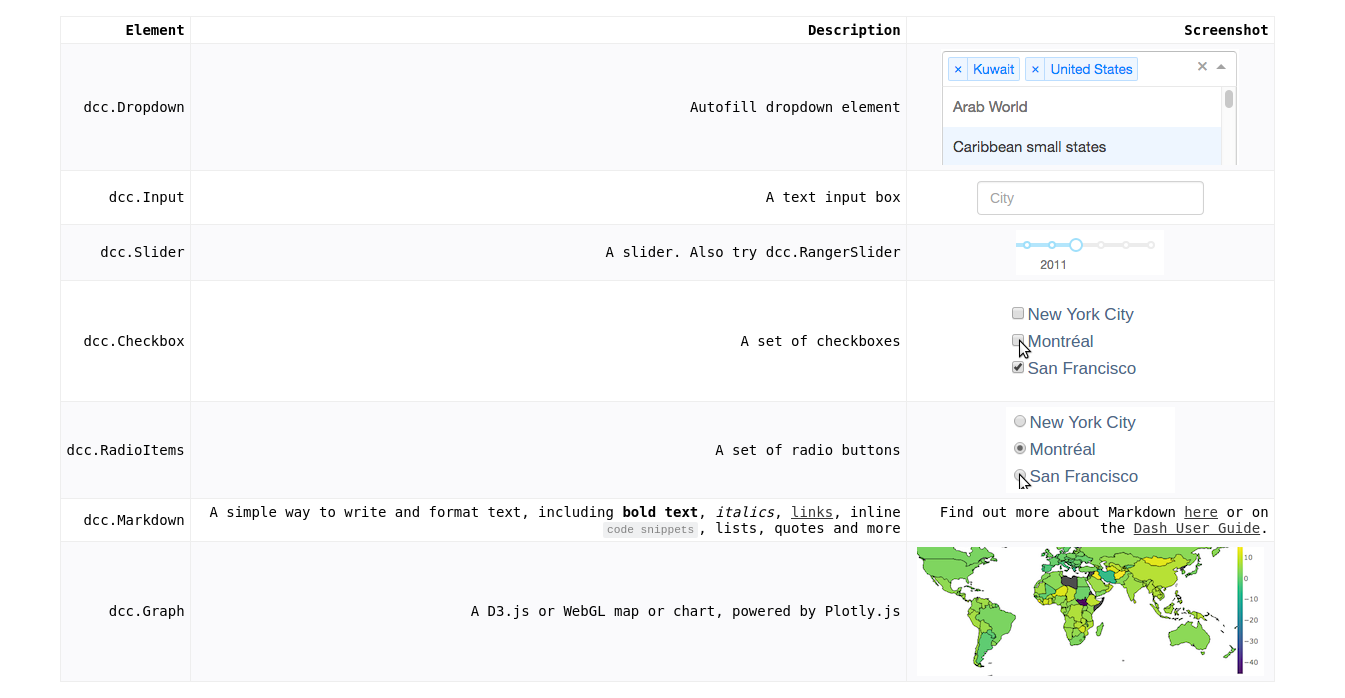 Element Description Screenshot
dcc.Dropdown Autofill dropdown element
× Kuwait × United States ×
Arab World
Caribbean small states
dcc.Input A text input box City
dcc.Slider A slider. Also try dcc.RangerSlider
2011
dcc.Checkbox A set of checkboxes
New York City
Montréal
San Francisco
dcc.RadioItems A set of radio buttons
New York City
Montréal
San Francisco
dcc.Markdown
A simple way to write and format text, including bold text, italics, links, inline
code snippets, lists, quotes and more
Find out more about Markdown here or on
the Dash User Guide.
dcc.Graph A D3.js or WebGL map or chart, powered by Plotly.js
10
0
−10
−20
−30
−40